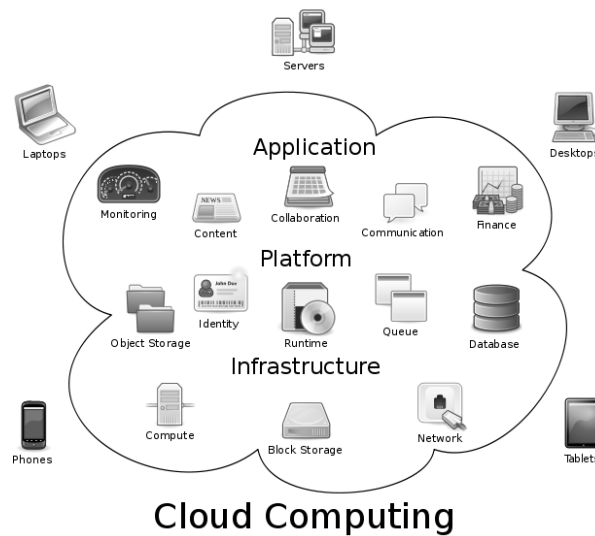 Servers
Laptops
Desktops
Application
Monitoring
Content
NEWS
Collaboration
Communication
Finance
Platform
Object Storage
Identity
John Doe
Runtime
Queue
Database
Infrastructure
Compute
Block Storage
Network
Phones
Tablets
Cloud Computing